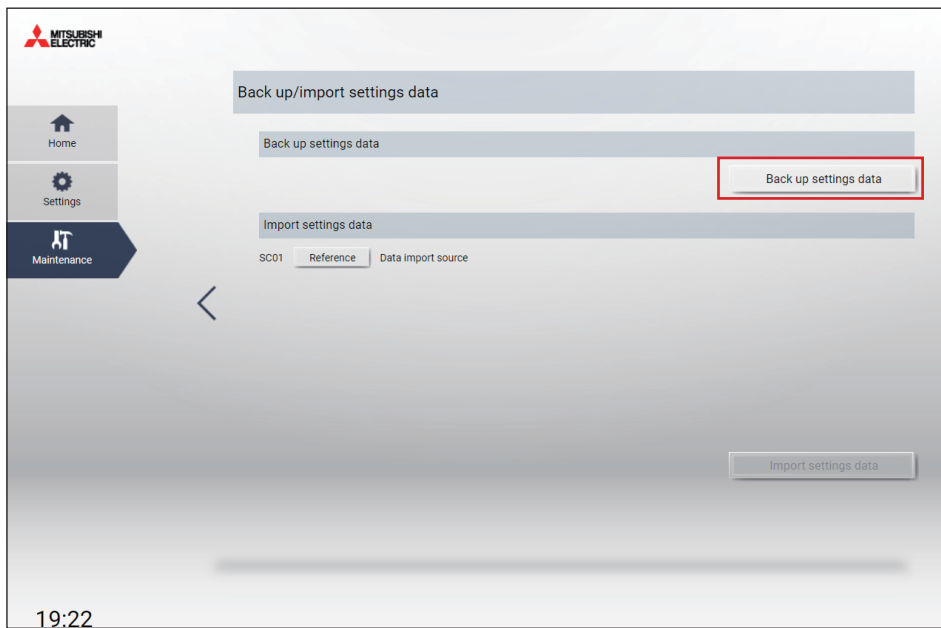 MITSUBISHI
ELECTRIC
Back up/import settings data
Home
Back up settings data
Back up settings data
Settings
Import settings data
Maintenance
SC01 Reference Data import source
Import settings data
19:22